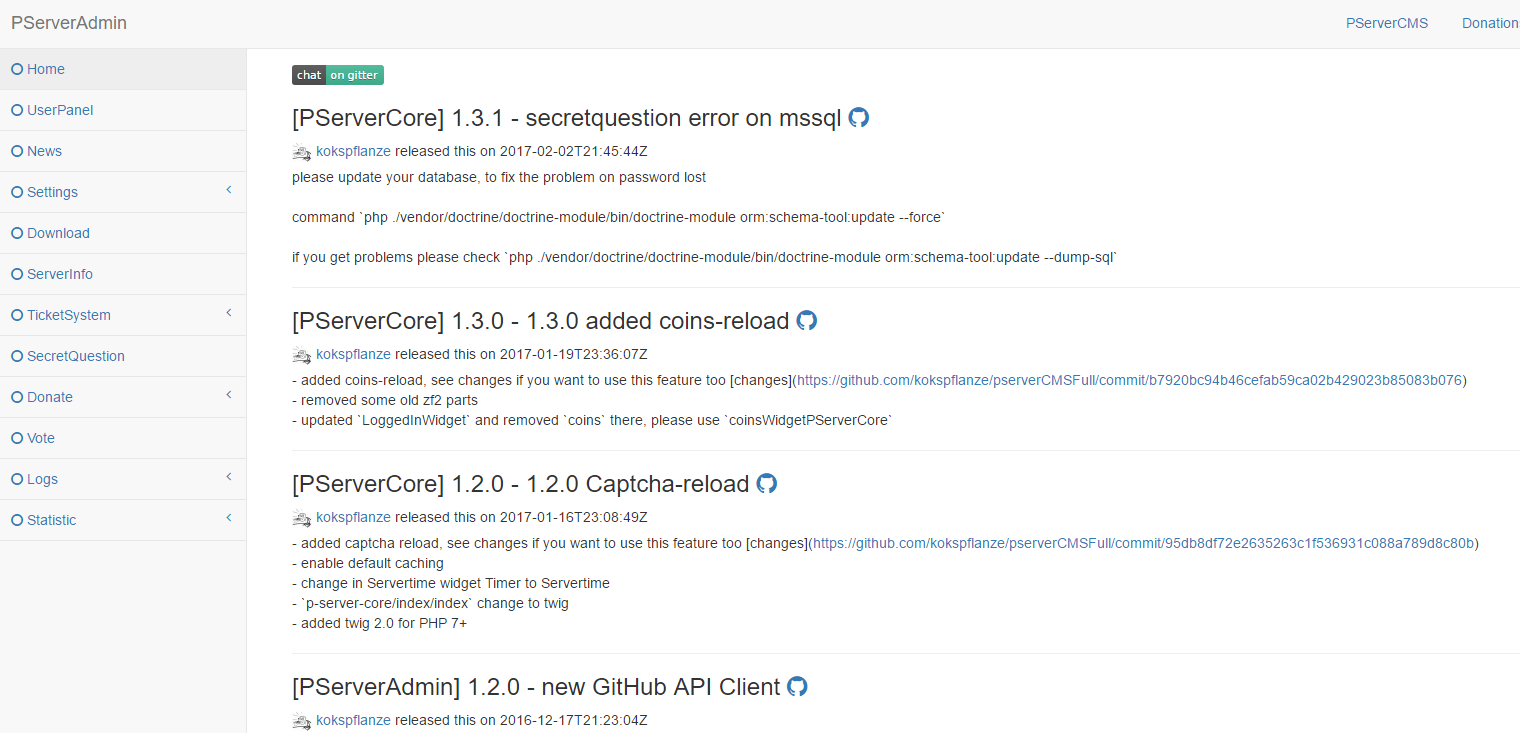 PServerAdmin
PServerCMS
Donation
Home
UserPanel
News
Settings
Download
ServerInfo
TicketSystem
SecretQuestion
Donate
Vote
Logs
Statistic
chat on gitter
[PServerCore] 1.3.1 - secretquestion error on mssql
kokspflanze released this on 2017-02-02T21:45:44Z
please update your database, to fix the problem on password lost
command `php ./vendor/doctrine/doctrine-module/bin/doctrine-module orm:schema-tool:update --force`
if you get problems please check `php ./vendor/doctrine/doctrine-module/bin/doctrine-module orm:schema-tool:update --dump-sql`
[PServerCore] 1.3.0 - 1.3.0 added coins-reload
kokspflanze released this on 2017-01-19T23:36:07Z
- added coins-reload, see changes if you want to use this feature too [changes](https://github.com/kokspflanze/pserverCMSFull/commit/b7920bc94b46cefab59ca02b429023b85083b076)
- removed some old zf2 parts
- updated `LoggedInWidget` and removed `coins` there, please use `coinsWidgetPServerCore`
[PServerCore] 1.2.0 - 1.2.0 Captcha-reload
kokspflanze released this on 2017-01-16T23:08:49Z
- added captcha reload, see changes if you want to use this feature too [changes](https://github.com/kokspflanze/pserverCMSFull/commit/95db8df72e2635263c1f536931c088a789d8c80b)
- enable default caching
- change in Servertime widget Timer to Servertime
- `p-server-core/index/index` change to twig
- added twig 2.0 for PHP 7+
[PServerAdmin] 1.2.0 - new GitHub API Client
kokspflanze released this on 2016-12-17T21:23:04Z